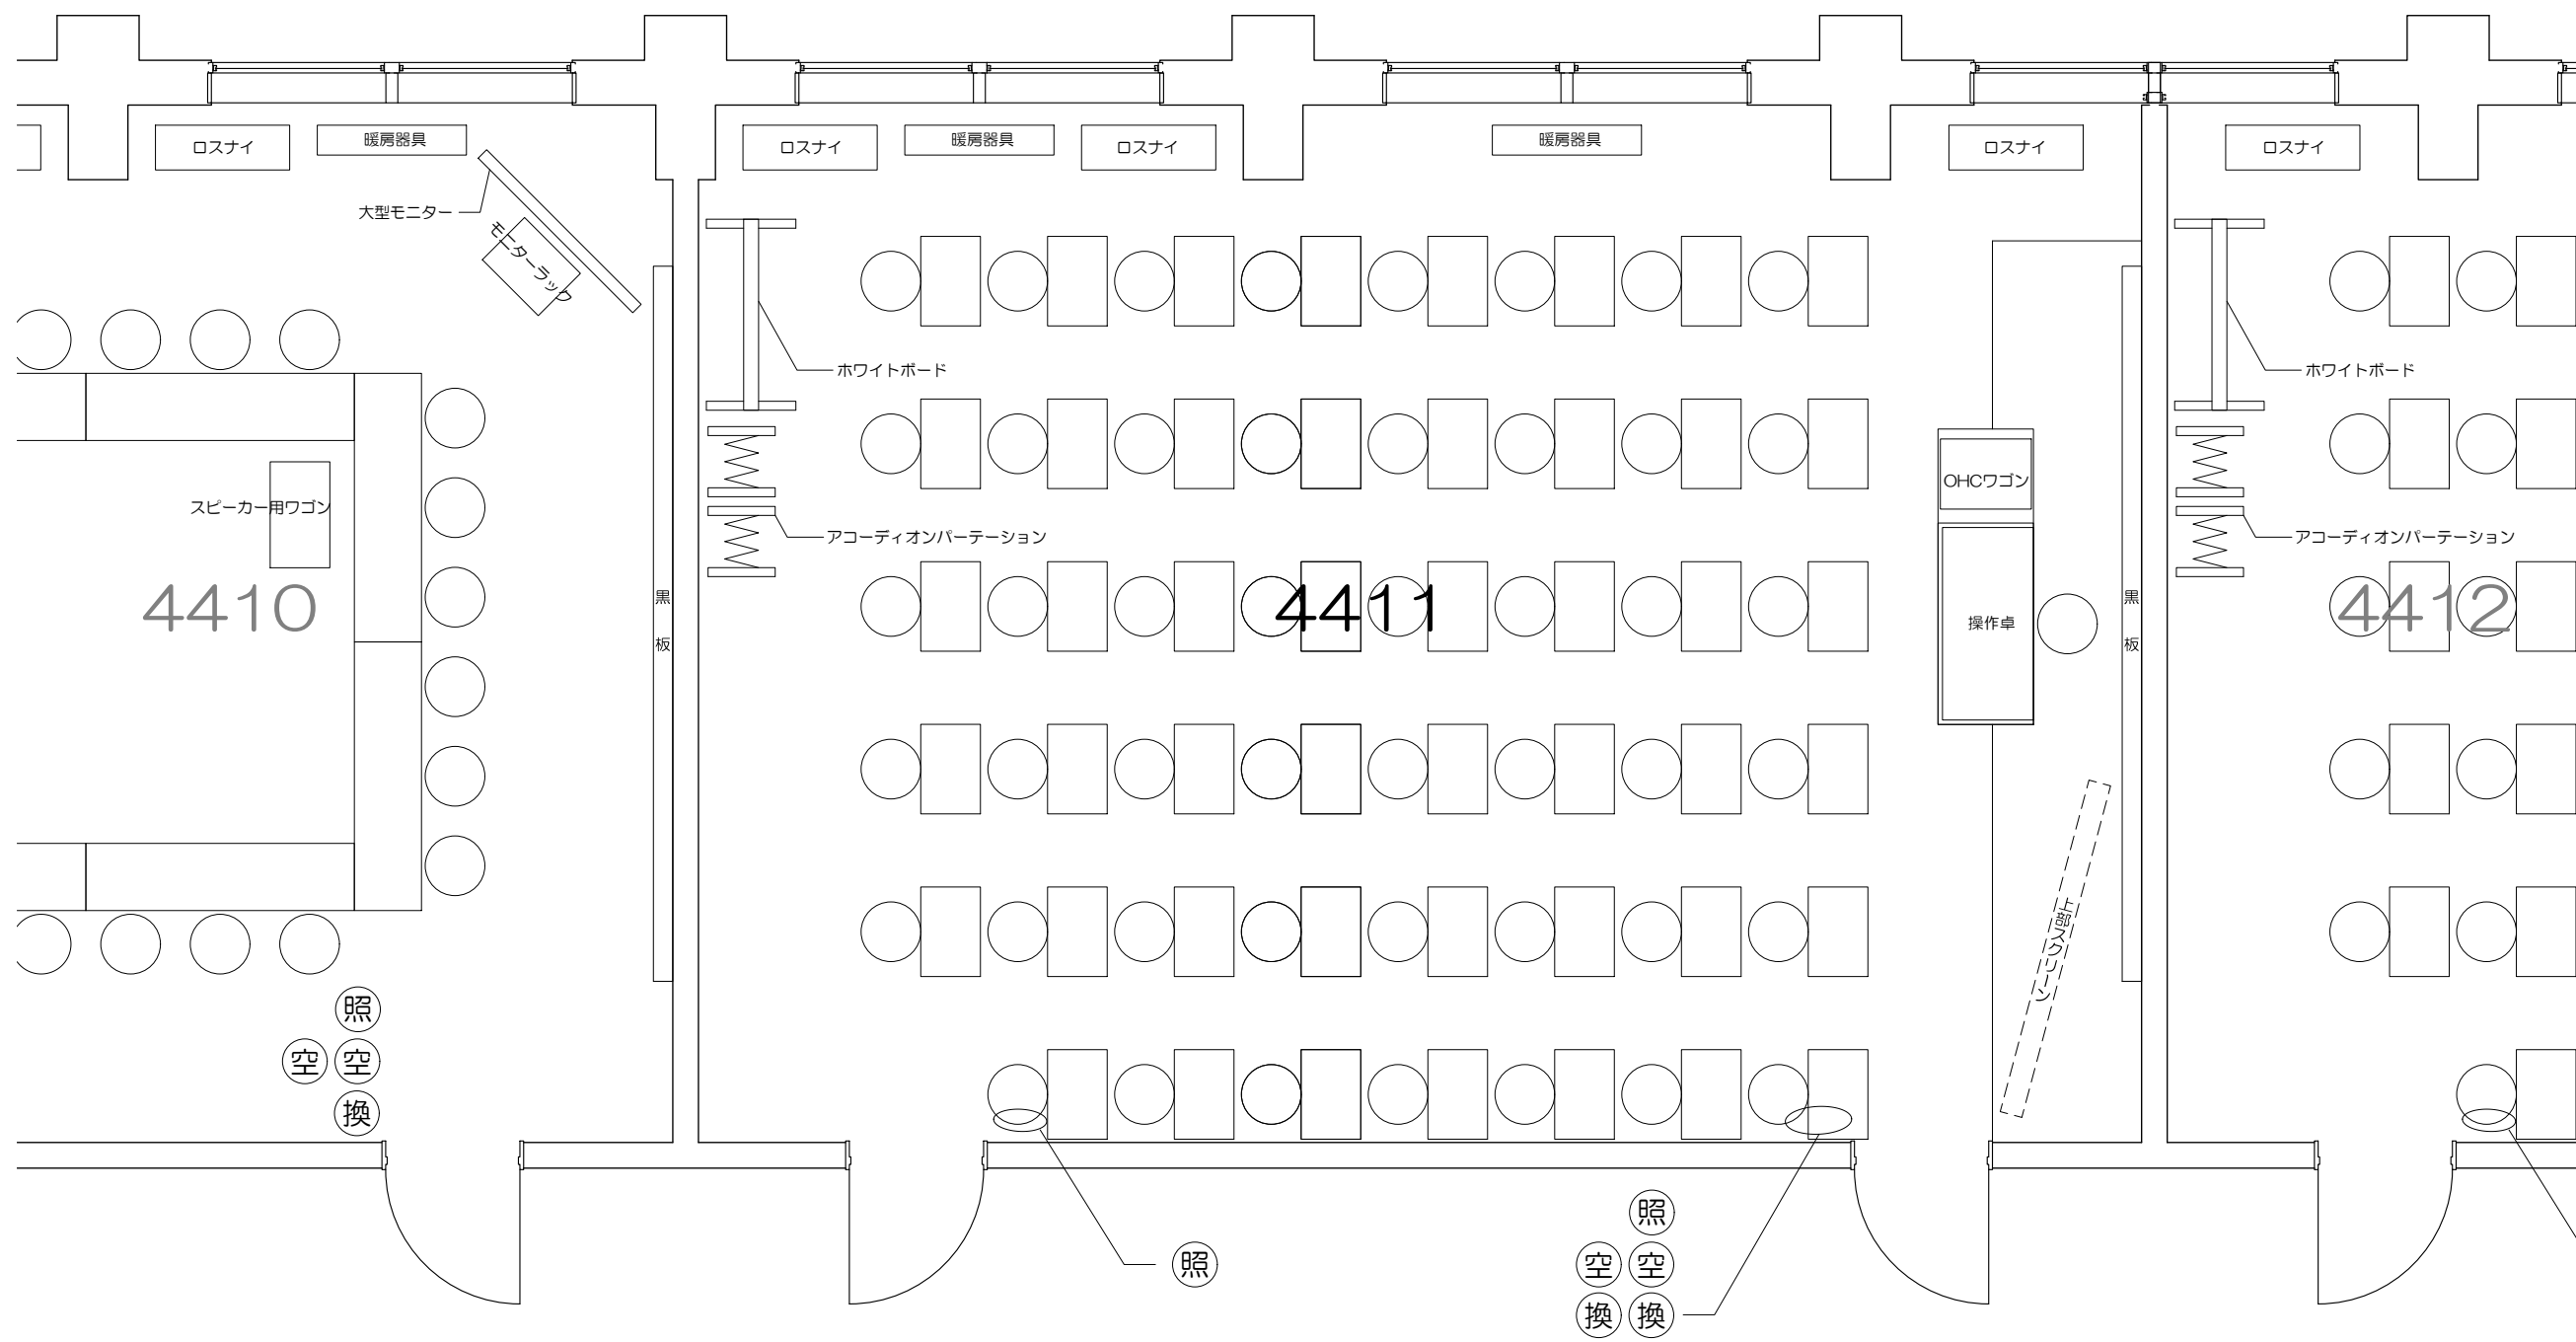 ロスナイ
暖房器具
ロスナイ
暖房器具
ロスナイ
暖房器具
ロスナイ
ロスナイ
大型モニター
モニターラック
ホワイトボード
ホワイトボード
OHCワゴン
スピーカー用ワゴン
アコーディオンパーテーション
アコーディオンパーテーション
4410
黒板
4411
操作卓
黒板
4412
上部スクリーン
照
空 空
換
照
照
空 空
換 換